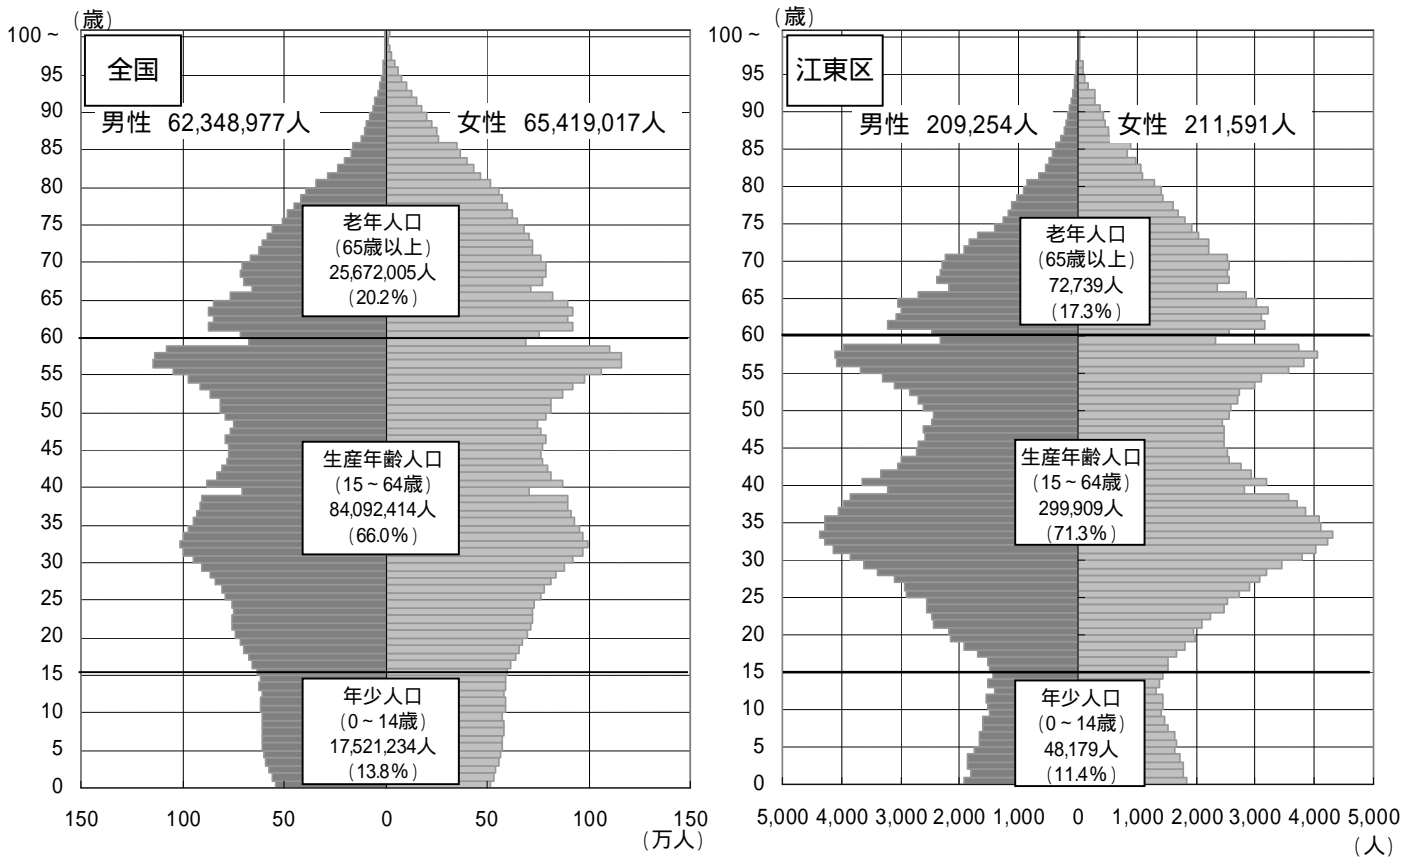 (歳)
100～
全国
95
90
男性 62,348,977人
女性 65,419,017人
85
80
75
老年人口
(65歳以上)
25,672,005人
(20.2%)
70
65
60
55
50
45
生産年齢人口
(15～64歳)
84,092,414人
(66.0%)
40
35
30
25
20
15
年少人口
(0～14歳)
17,521,234人
(13.8%)
10
5
0
150 100 50 0 50 100 150
(万人)
(歳)
100～
江東区
95
90
男性 209,254人
女性 211,591人
85
80
75
老年人口
(65歳以上)
72,739人
(17.3%)
70
65
60
55
50
45
生産年齢人口
(15～64歳)
299,909人
(71.3%)
40
35
30
25
20
15
年少人口
(0～14歳)
48,179人
(11.4%)
10
5
0
5,000 4,000 3,000 2,000 1,000 0 1,000 2,000 3,000 4,000 5,000
(人)